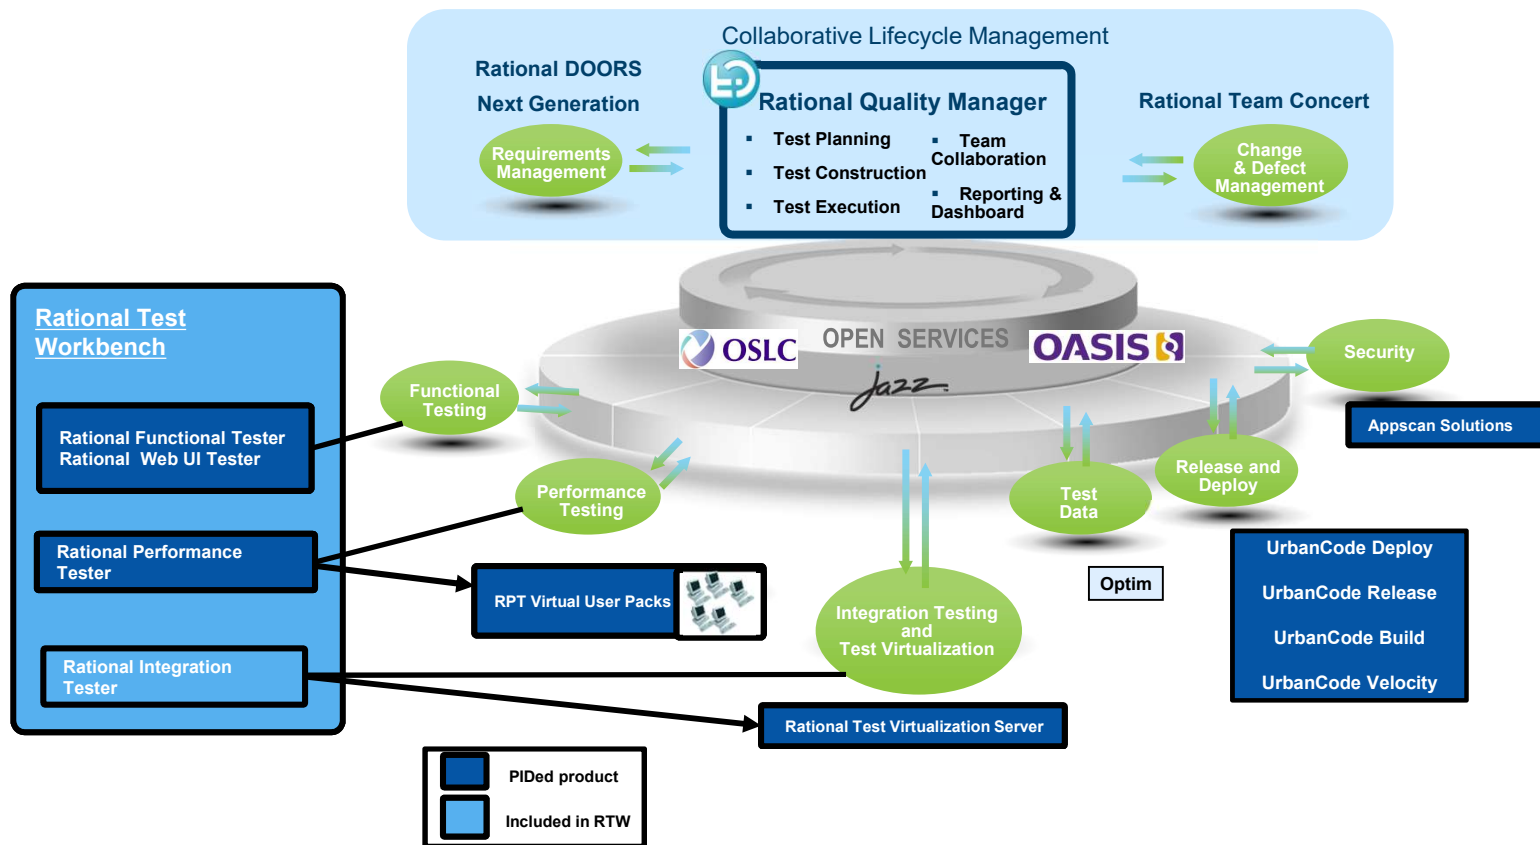 Collaborative Lifecycle Management
Rational DOORS
Next Generation
Requirements
Management
Rational Quality Manager
▪ Test Planning
▪ Test Construction
▪ Test Execution
▪ Team
Collaboration
▪ Reporting &
Dashboard
Rational Team Concert
Change
& Defect
Management
OSLC
OPEN SERVICES
OASIS
jazz
Rational Test
Workbench
Rational Functional Tester
Rational Web UI Tester
Rational Performance
Tester
Rational Integration
Tester
Functional
Testing
Performance
Testing
RPT Virtual User Packs
Integration Testing
and
Test Virtualization
Rational Test Virtualization Server
Test
Data
Optim
Release and
Deploy
UrbanCode Deploy
UrbanCode Release
UrbanCode Build
UrbanCode Velocity
Security
Appscan Solutions
PIDed product
Included in RTW